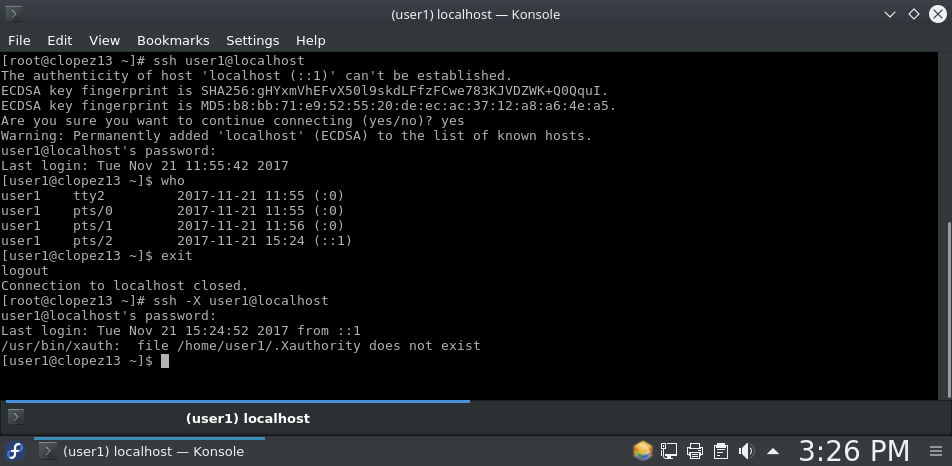 (user1) localhost — Konsole
File Edit View Bookmarks Settings Help
[root@clopez13 ~]# ssh user1@localhost
The authenticity of host 'localhost (::1)' can't be established.
ECDSA key fingerprint is SHA256:gHYxmVhEFvX50l9skdLFfzFCwe783KJVDZWK+Q0QquI.
ECDSA key fingerprint is MD5:b8:bb:71:e9:52:55:20:de:ec:ac:37:12:a8:a6:4e:a5.
Are you sure you want to continue connecting (yes/no)? yes
Warning: Permanently added 'localhost' (ECDSA) to the list of known hosts.
user1@localhost's password:
Last login: Tue Nov 21 11:55:42 2017
[user1@clopez13 ~]$ who
user1    tty2         2017-11-21 11:55 (:0)
user1    pts/0        2017-11-21 11:55 (:0)
user1    pts/1        2017-11-21 11:56 (:0)
user1    pts/2        2017-11-21 15:24 (::1)
[user1@clopez13 ~]$ exit
logout
Connection to localhost closed.
[root@clopez13 ~]# ssh -X user1@localhost
user1@localhost's password:
Last login: Tue Nov 21 15:24:52 2017 from ::1
/usr/bin/xauth:  file /home/user1/.Xauthority does not exist
[user1@clopez13 ~]$
(user1) localhost
(user1) localhost — Konsole
3:26 PM